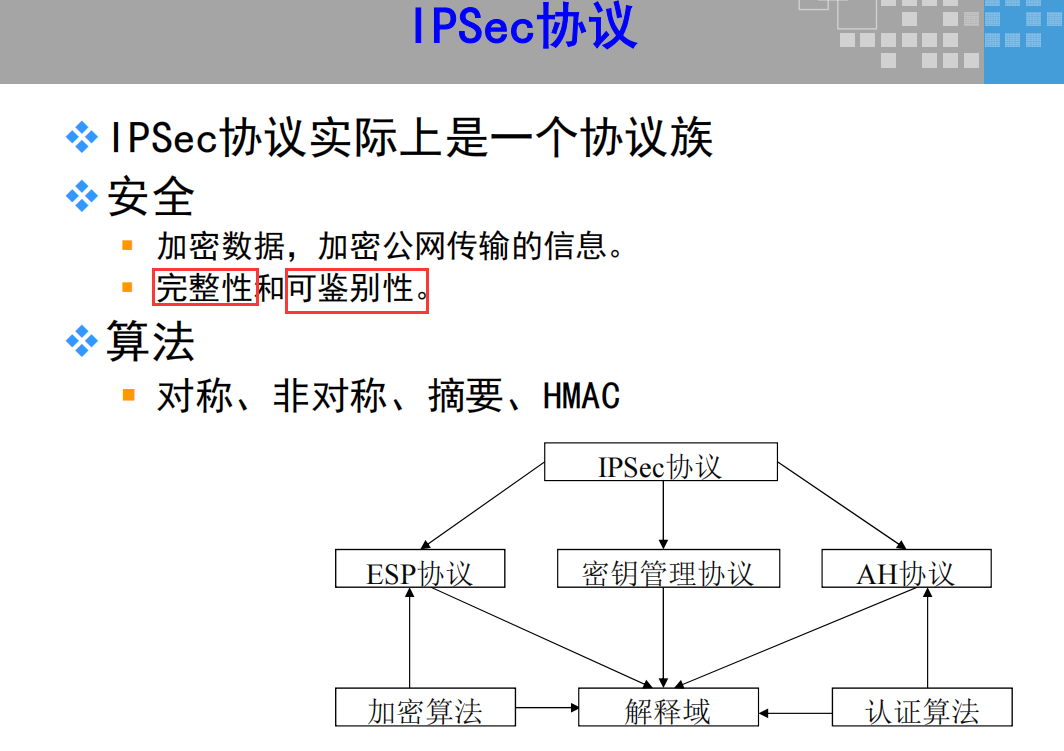 IPSec协议
IPSec协议实际上是一个协议族
安全
加密数据，加密公网传输的信息。
完整性和可鉴别性。
算法
对称、非对称、摘要、HMAC
IPSec协议
ESP协议
密钥管理协议
AH协议
加密算法
解释域
认证算法